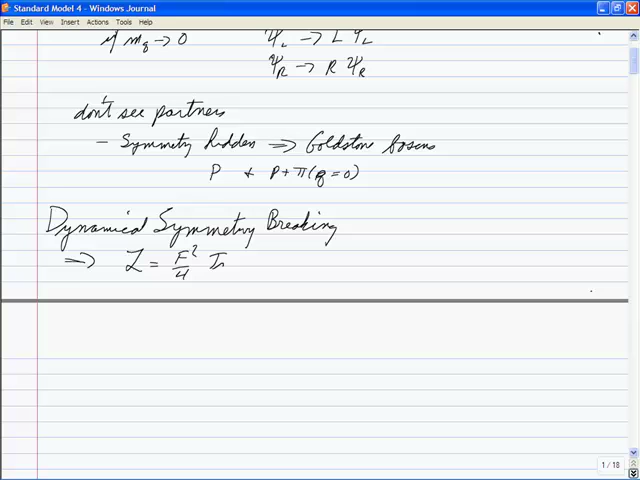 Standard Model 4 - Windows Journal
File Edit View Insert Actions Tools Help
if m_q → 0 Ψ_L → L Ψ_L
Ψ_R → R Ψ_R
don't see partners
– Symmetry hidden ⟹ Goldstone bosons
P + P + π(q = 0)
Dynamical Symmetry Breaking
⟹ L = F²/4 Tr
1 / 18